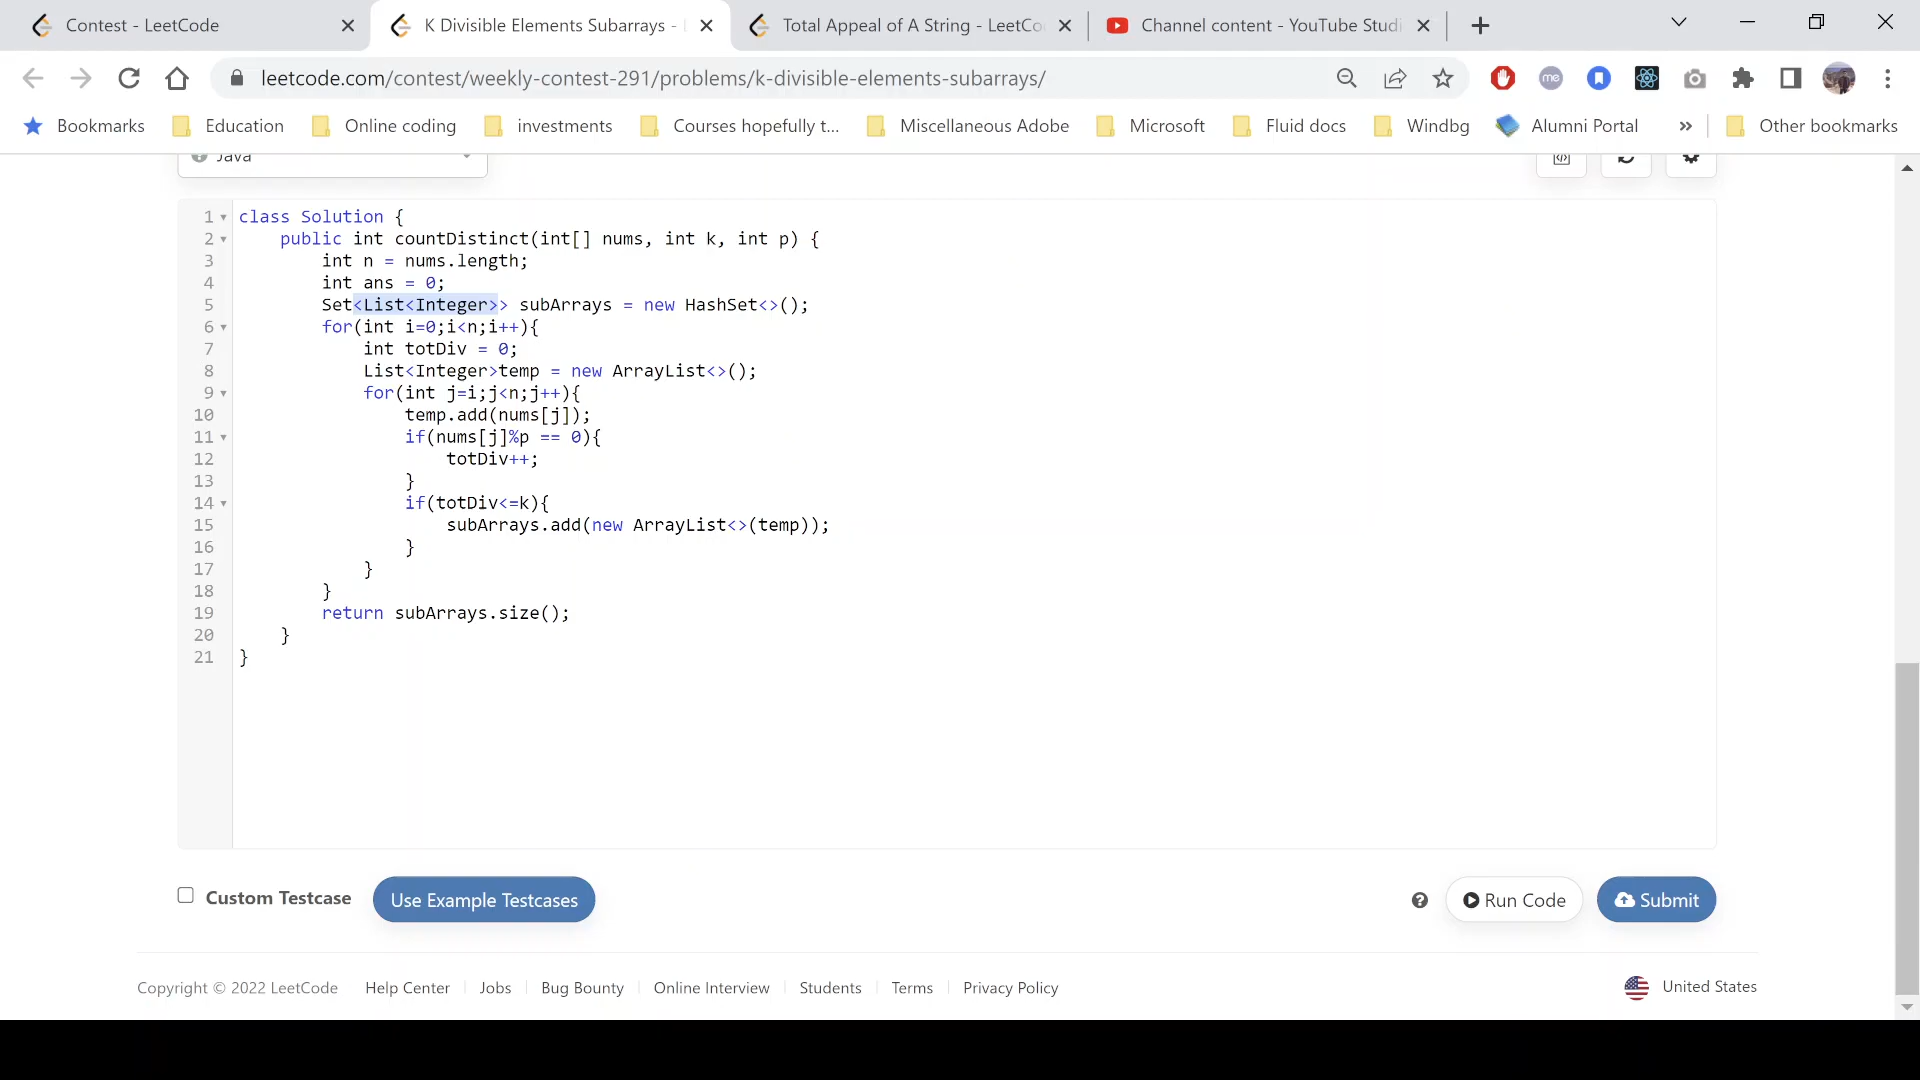 Contest - LeetCode
K Divisible Elements Subarrays -
Total Appeal of A String - LeetCo
Channel content - YouTube Studi
leetcode.com/contest/weekly-contest-291/problems/k-divisible-elements-subarrays/
me
Bookmarks
Education
Online coding
investments
Courses hopefully t...
Miscellaneous Adobe
Microsoft
Fluid docs
Windbg
Alumni Portal
»
Other bookmarks
Java
1 class Solution {
2     public int countDistinct(int[] nums, int k, int p) {
3         int n = nums.length;
4         int ans = 0;
5         Set<List<Integer>> subArrays = new HashSet<>();
6         for(int i=0;i<n;i++){
7             int totDiv = 0;
8             List<Integer>temp = new ArrayList<>();
9             for(int j=i;j<n;j++){
10                 temp.add(nums[j]);
11                 if(nums[j]%p == 0){
12                     totDiv++;
13                 }
14                 if(totDiv<=k){
15                     subArrays.add(new ArrayList<>(temp));
16                 }
17             }
18         }
19         return subArrays.size();
20     }
21 }
Custom Testcase
Use Example Testcases
?
Run Code
Submit
Copyright © 2022 LeetCode
Help Center
Jobs
Bug Bounty
Online Interview
Students
Terms
Privacy Policy
United States